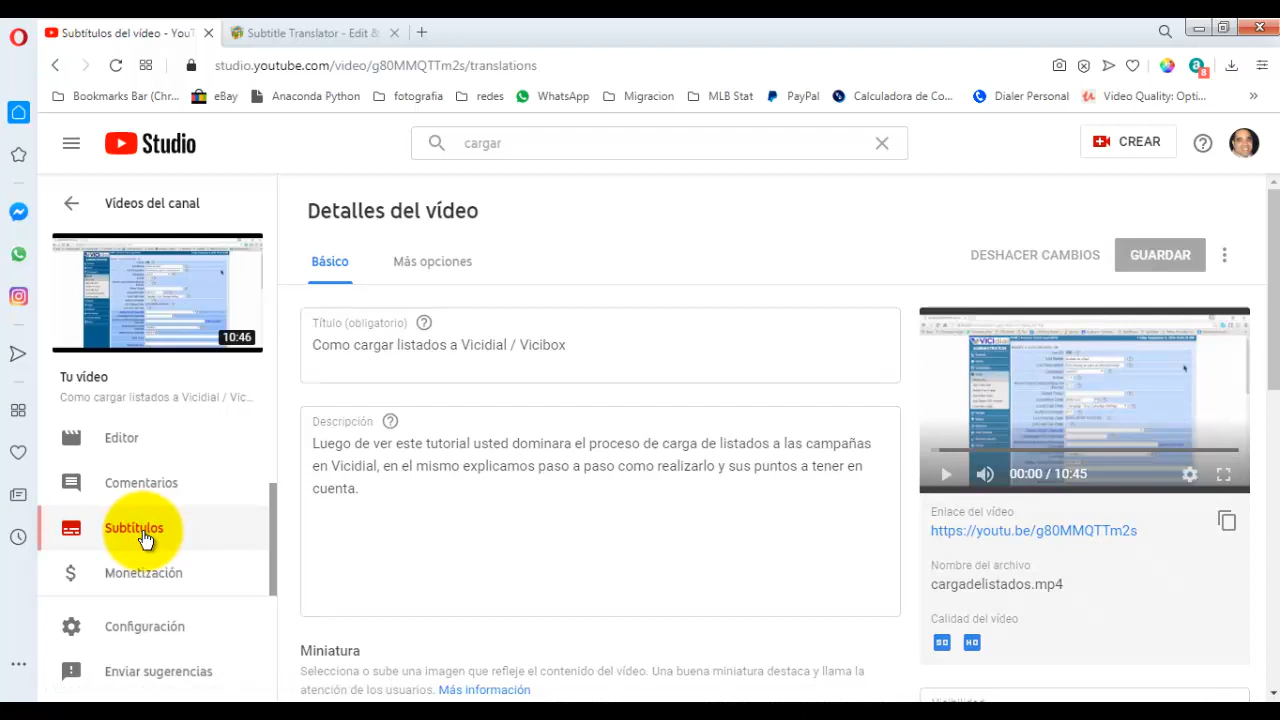 Subtítulos del vídeo - YouT
Subtitle Translator - Edit &
studio.youtube.com/video/g80MMQTTm2s/translations
8
Bookmarks Bar (Chr...
eBay
Anaconda Python
fotografia
redes
WhatsApp
Migracion
MLB Stat
PayPal
Calculadora de Co...
Dialer Personal
Video Quality: Opti...
»
Studio
cargar
CREAR
Vídeos del canal
10:46
Tu vídeo
Como cargar listados a Vicidial / Vic...
Editor
Comentarios
Subtítulos
Monetización
Configuración
Enviar sugerencias
Detalles del vídeo
Básico
Más opciones
DESHACER CAMBIOS
GUARDAR
Título (obligatorio)
Como cargar listados a Vicidial / Vicibox
Descripción
Luego de ver este tutorial usted dominara el proceso de carga de listados a las campañas
en Vicidial, en el mismo explicamos paso a paso como realizarlo y sus puntos a tener en
cuenta.
Miniatura
Selecciona o sube una imagen que refleje el contenido del vídeo. Una buena miniatura destaca y llama la
atención de los usuarios. Más información
VICIDIAL
00:00 / 10:45
Enlace del vídeo
https://youtu.be/g80MMQTTm2s
Nombre del archivo
cargadelistados.mp4
Calidad del vídeo
SD
HD